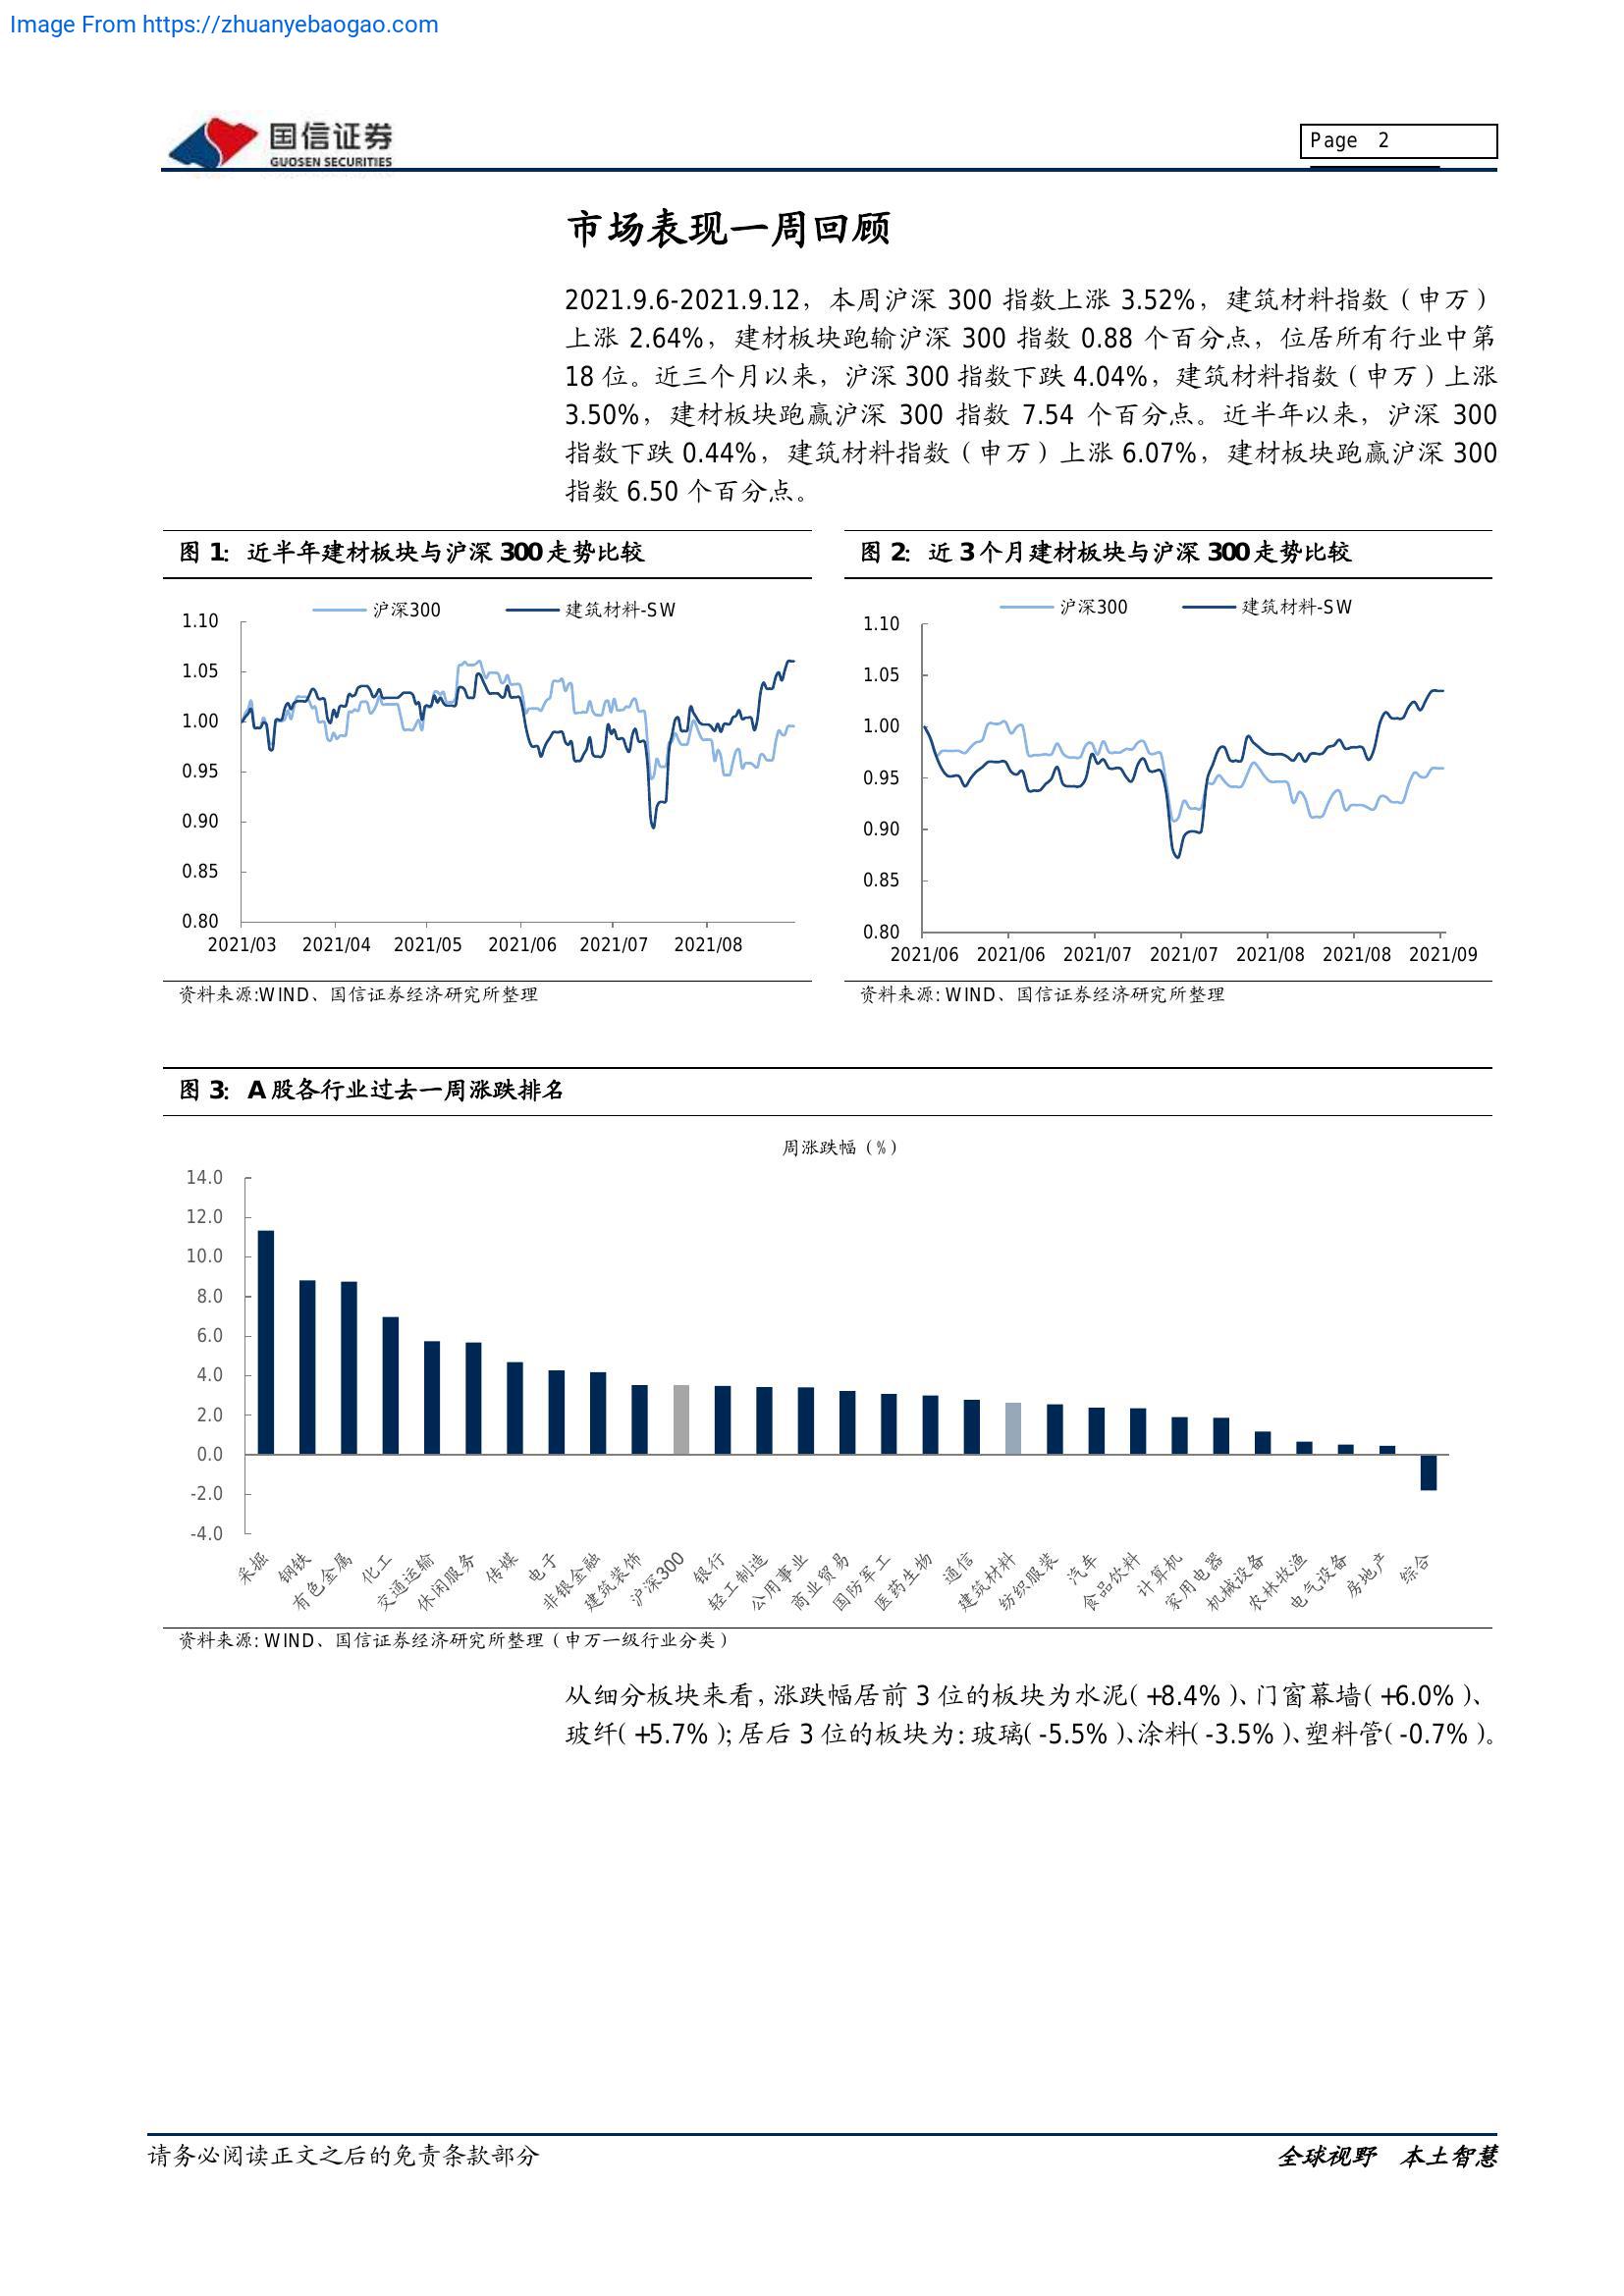 Image From https://zhuanyebaogao.com
国信证券
GUOSEN SECURITIES
Page 2
市场表现一周回顾
2021.9.6-2021.9.12，本周沪深 300 指数上涨 3.52%，建筑材料指数（申万）
上涨 2.64%，建材板块跑输沪深 300 指数 0.88 个百分点，位居所有行业中第
18 位。近三个月以来，沪深 300 指数下跌 4.04%，建筑材料指数（申万）上涨
3.50%，建材板块跑赢沪深 300 指数 7.54 个百分点。近半年以来，沪深 300
指数下跌 0.44%，建筑材料指数（申万）上涨 6.07%，建材板块跑赢沪深 300
指数 6.50 个百分点。
图 1：近半年建材板块与沪深 300 走势比较
沪深300
建筑材料-SW
1.10
1.05
1.00
0.95
0.90
0.85
0.80
2021/03 2021/04 2021/05 2021/06 2021/07 2021/08
资料来源:WIND、国信证券经济研究所整理
图 2：近 3 个月建材板块与沪深 300 走势比较
沪深300
建筑材料-SW
1.10
1.05
1.00
0.95
0.90
0.85
0.80
2021/06 2021/06 2021/07 2021/07 2021/08 2021/08 2021/09
资料来源: WIND、国信证券经济研究所整理
图 3：A 股各行业过去一周涨跌排名
周涨跌幅（%）
14.0
12.0
10.0
8.0
6.0
4.0
2.0
0.0
-2.0
-4.0
采掘 钢铁 有色金属 化工 交通运输 休闲服务 传媒 电子 非银金融 建筑装饰 沪深300 银行 轻工制造 公用事业 商业贸易 国防军工 医药生物 通信 建筑材料 纺织服装 汽车 食品饮料 计算机 家用电器 机械设备 农林牧渔 电气设备 房地产 综合
资料来源: WIND、国信证券经济研究所整理（申万一级行业分类）
从细分板块来看，涨跌幅居前 3 位的板块为水泥（+8.4%）、门窗幕墙（+6.0%）、
玻纤（+5.7%）；居后 3 位的板块为：玻璃（-5.5%）、涂料（-3.5%）、塑料管（-0.7%）。
请务必阅读正文之后的免责条款部分
全球视野 本土智慧